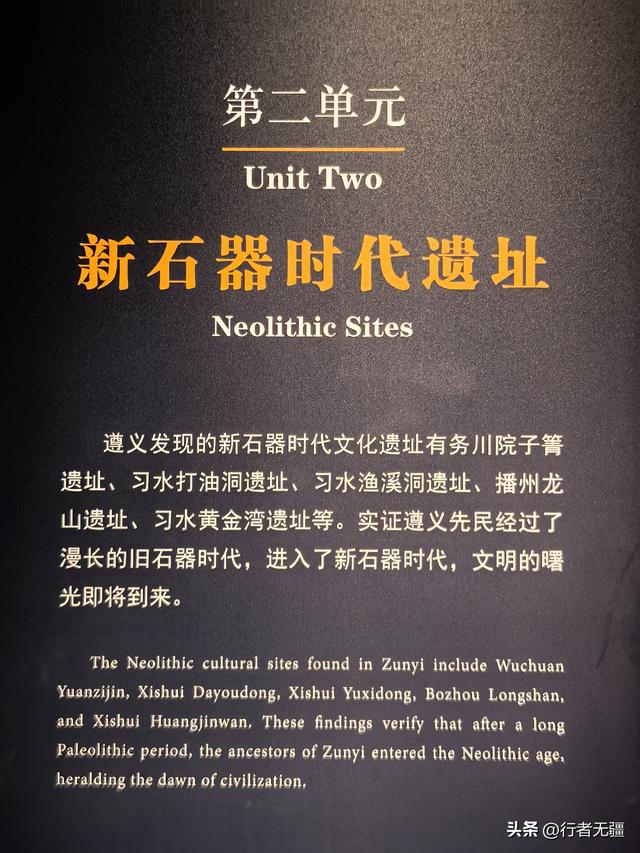 第二单元
Unit Two
新石器时代遗址
Neolithic Sites
遵义发现的新石器时代文化遗址有务川院子箐
遗址、习水打油洞遗址、习水渔溪洞遗址、播州龙
山遗址、习水黄金湾遗址等。实证遵义先民经过了
漫长的旧石器时代，进入了新石器时代，文明的曙
光即将到来。
The Neolithic cultural sites found in Zunyi include Wuchuan
Yuanzijin, Xishui Dayoudong, Xishui Yuxidong, Bozhou Longshan,
and Xishui Huangjinwan. These findings verify that after a long
Paleolithic period, the ancestors of Zunyi entered the Neolithic age,
heralding the dawn of civilization.
头条 @行者无疆